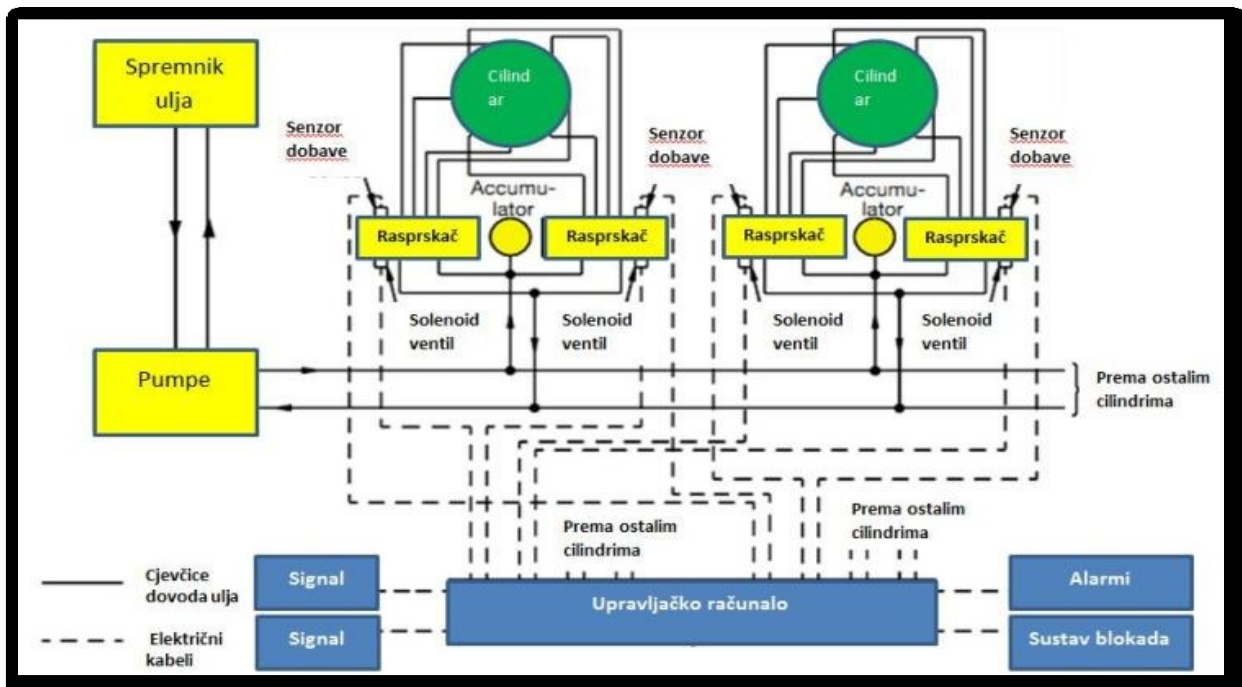 Spremnik
ulja
Cilind
ar
Cilind
ar
Senzor
dobave
Senzor
dobave
Senzor
dobave
Senzor
dobave
Accumu-
lator
Accumu-
lator
Rasprskač
Rasprskač
Rasprskač
Rasprskač
Solenoid
ventil
Solenoid
ventil
Solenoid
ventil
Solenoid
ventil
Pumpe
Prema ostalim
cilindrima
Prema ostalim
cilindrima
Prema ostalim
cilindrima
Cjevčice
dovoda ulja
Signal
Upravljačko računalo
Alarmi
Električni
kabeli
Signal
Sustav blokada